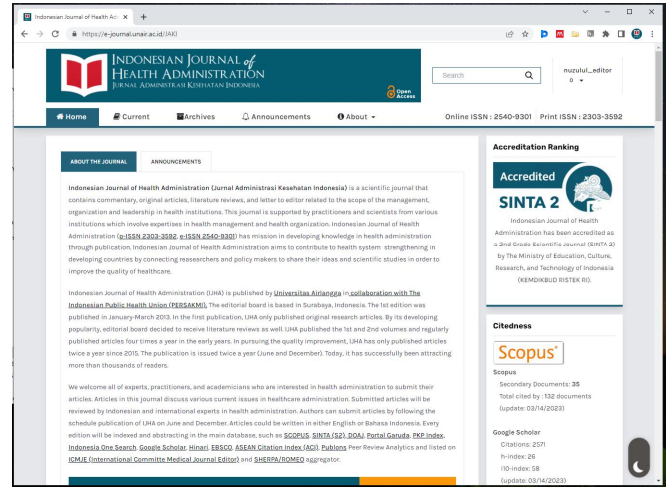 Indonesian Journal of Health Ad
https://e-journal.unair.ac.id/JAKI
INDONESIAN JOURNAL of
HEALTH ADMINISTRATION
JURNAL ADMINISTRASI KESEHATAN INDONESIA
Open
Access
Search
nuzulul_editor
0
Home
Current
Archives
Announcements
About
Online ISSN : 2540-9301 Print ISSN : 2303-3592
ABOUT THE JOURNAL
ANNOUNCEMENTS
Indonesian Journal of Health Administration (Jurnal Administrasi Kesehatan Indonesia) is a scientific journal that
contains commentary, original articles, literature reviews, and letter to editor related to the scope of the management,
organization and leadership in health institutions. This journal is supported by practitioners and scientists from various
institutions which involve expertises in health management and health organization. Indonesian Journal of Health
Administration (p-ISSN 2303-3592, e-ISSN 2540-9301) has mission in developing knowledge in health administration
through publication. Indonesian Journal of Health Administration aims to contribute to health system strengthening in
developing countries by connecting reasearchers and policy makers to share their ideas and scientific studies in order to
improve the quality of healthcare.
Indonesian Journal of Health Administration (IJHA) is published by Universitas Airlangga in collaboration with The
Indonesian Public Health Union (PERSAKMI). The editorial board is based in Surabaya, Indonesia. The 1st edition was
published in January-March 2013. In the first publication, IJHA only published original research articles. By its developing
popularity, editorial board decided to receive literature reviews as well. IJHA published the 1st and 2nd volumes and regularly
published articles four times a year in the early years. In pursuing the quality improvement, IJHA has only published articles
twice a year since 2015. The publication is issued twice a year (June and December). Today, it has successfully been attracting
more than thousands of readers.
We welcome all of experts, practitioners, and academicians who are interested in health administration to submit their
articles. Articles in this journal discuss various current issues in healthcare administration. Submitted articles will be
reviewed by Indonesian and international experts in health administration. Authors can submit articles by following the
schedule publication of IJHA on June and December. Articles could be written in either English or Bahasa Indonesia. Every
edition will be indexed and abstracting in the main database, such as SCOPUS, SINTA (S2), DOAJ, Portal Garuda, PKP Index,
Indonesia One Search, Google Scholar, Hinari, EBSCO, ASEAN Citation Index (ACI), Publons Peer Review Analytics and listed on
ICMJE (International Committe Medical Journal Editor) and SHERPA/ROMEO aggregator.
Accreditation Ranking
Accredited
SINTA 2
Indonesian Journal of Health
Administration has been accredited as
a 2nd Grade Scientific Journal (SINTA 2)
by The Ministry of Education, Culture,
Research, and Technology of Indonesia
(KEMDIKBUD RISTEK RI).
Citedness
Scopus
Scopus
Secondary Documents: 35
Total cited by : 132 documents
(update: 03/14/2023)
Google Scholar
Citations: 2571
h-index: 26
i10-index: 58
(update: 03/14/2023)